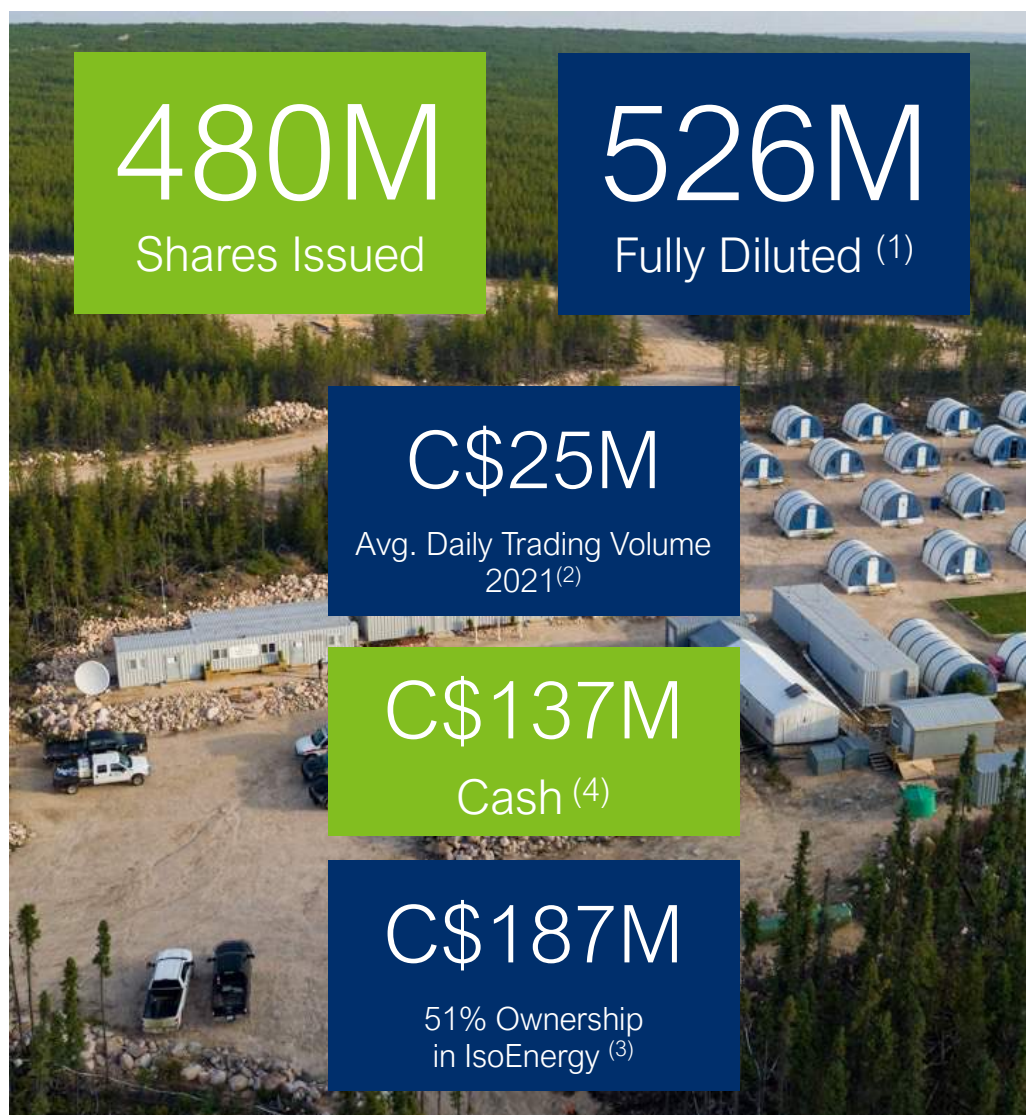 480M
Shares Issued
526M
Fully Diluted (1)
C$25M
Avg. Daily Trading Volume
2021(2)
C$137M
Cash (4)
C$187M
51% Ownership
in IsoEnergy (3)